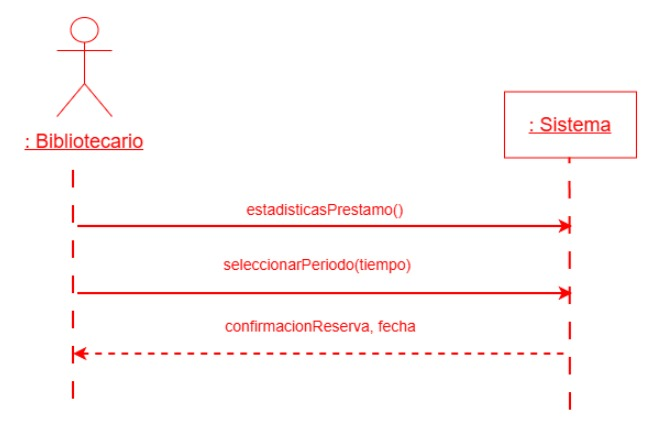 : Bibliotecario
: Sistema
estadisticasPrestamo()
seleccionarPeriodo(tiempo)
confirmacionReserva, fecha